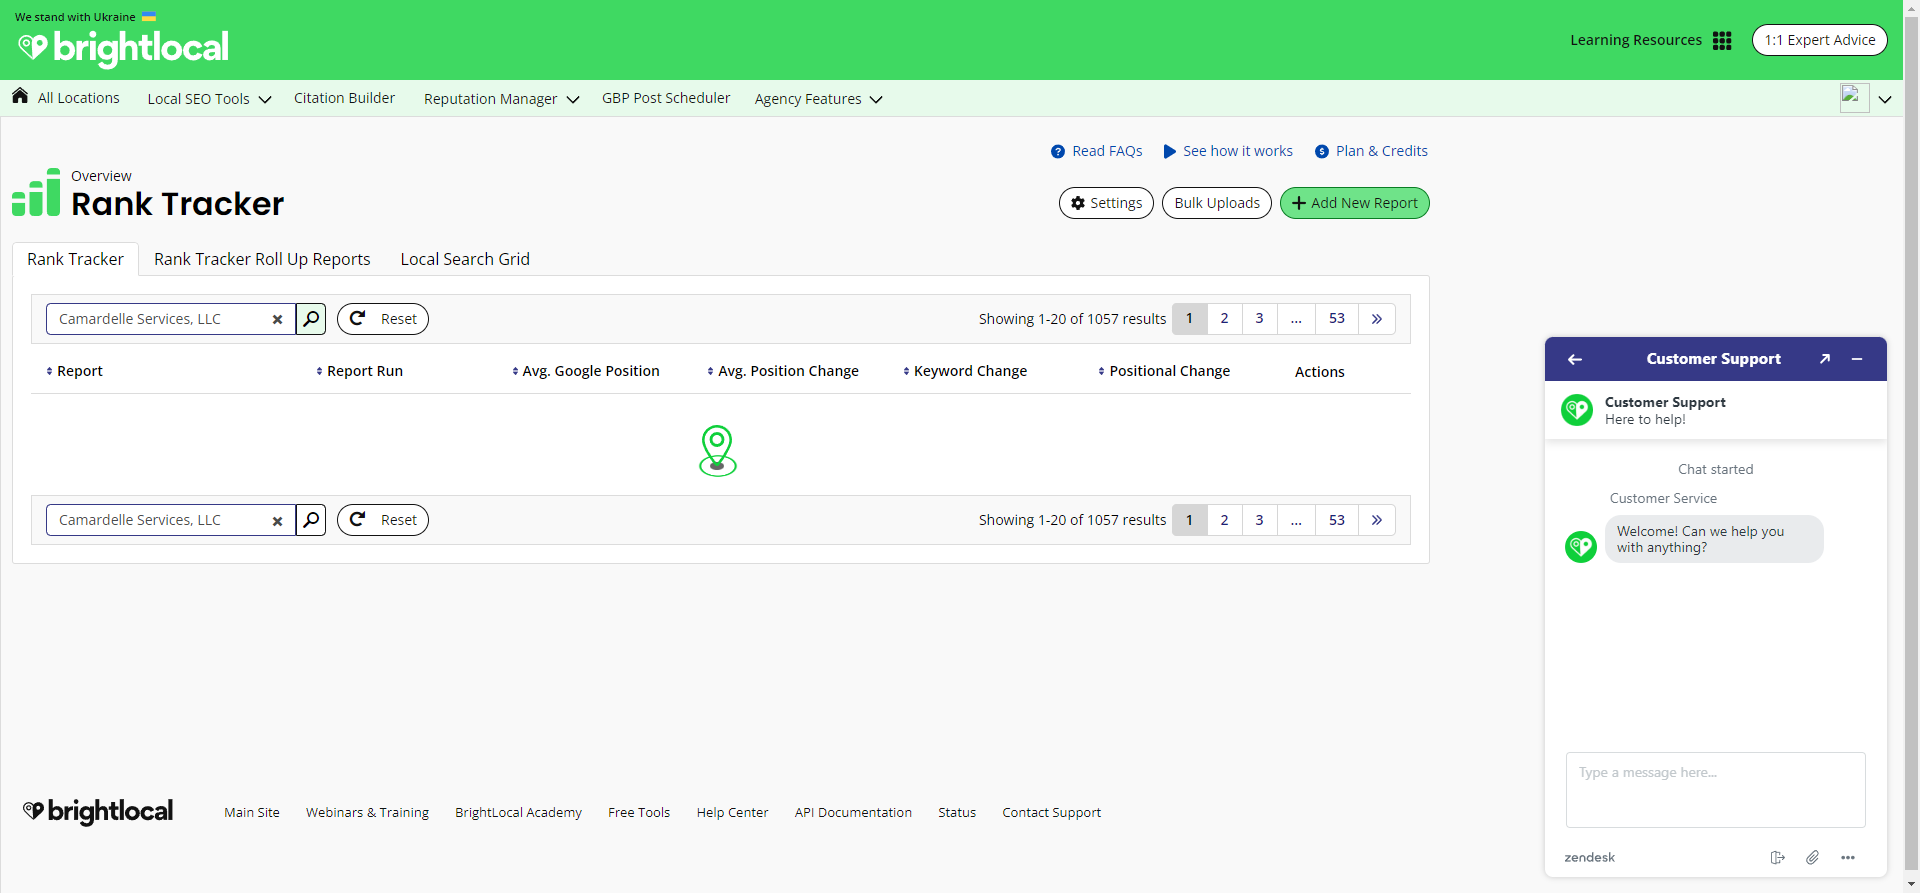 We stand with Ukraine
brightlocal
Learning Resources
1:1 Expert Advice
All Locations
Local SEO Tools
Citation Builder
Reputation Manager
GBP Post Scheduler
Agency Features
Read FAQs
See how it works
Plan & Credits
Overview
Rank Tracker
Settings
Bulk Uploads
Add New Report
Rank Tracker
Rank Tracker Roll Up Reports
Local Search Grid
Camardelle Services, LLC
Reset
Showing 1-20 of 1057 results
1 2 3 ... 53 »
Report
Report Run
Avg. Google Position
Avg. Position Change
Keyword Change
Positional Change
Actions
Camardelle Services, LLC
Reset
Showing 1-20 of 1057 results
1 2 3 ... 53 »
Customer Support
Customer Support
Here to help!
Chat started
Customer Service
Welcome! Can we help you
with anything?
Type a message here...
zendesk
brightlocal
Main Site
Webinars & Training
BrightLocal Academy
Free Tools
Help Center
API Documentation
Status
Contact Support